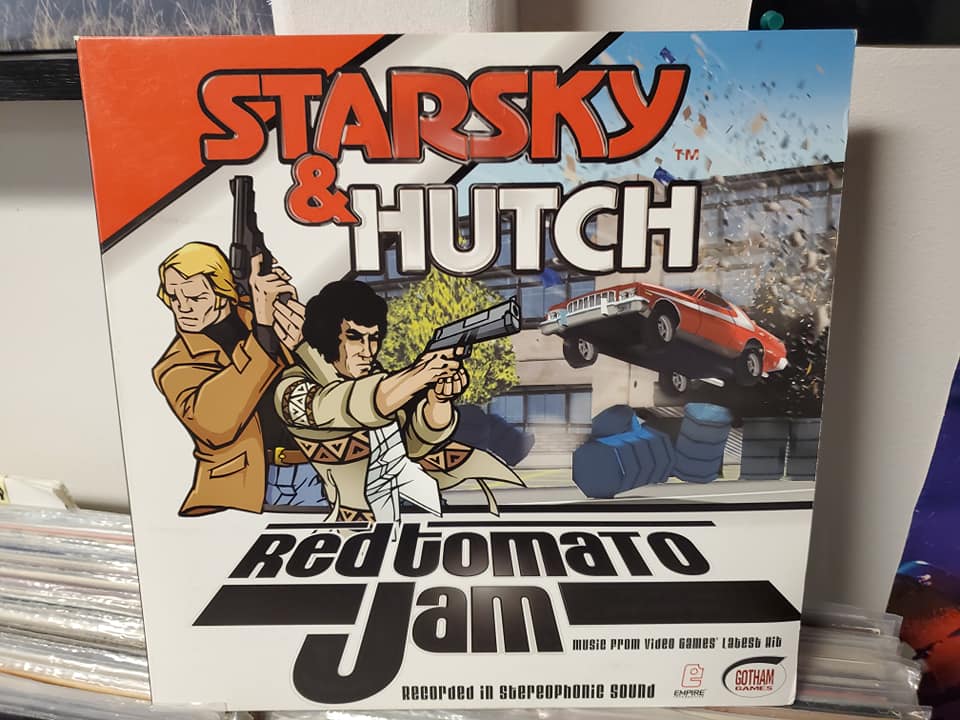 STARSKY
& HUTCH
TM
Redtomato
Jam
music from video games' latest hit
Recorded in stereophonic sound
e
EMPIRE
GOTHAM
GAMES